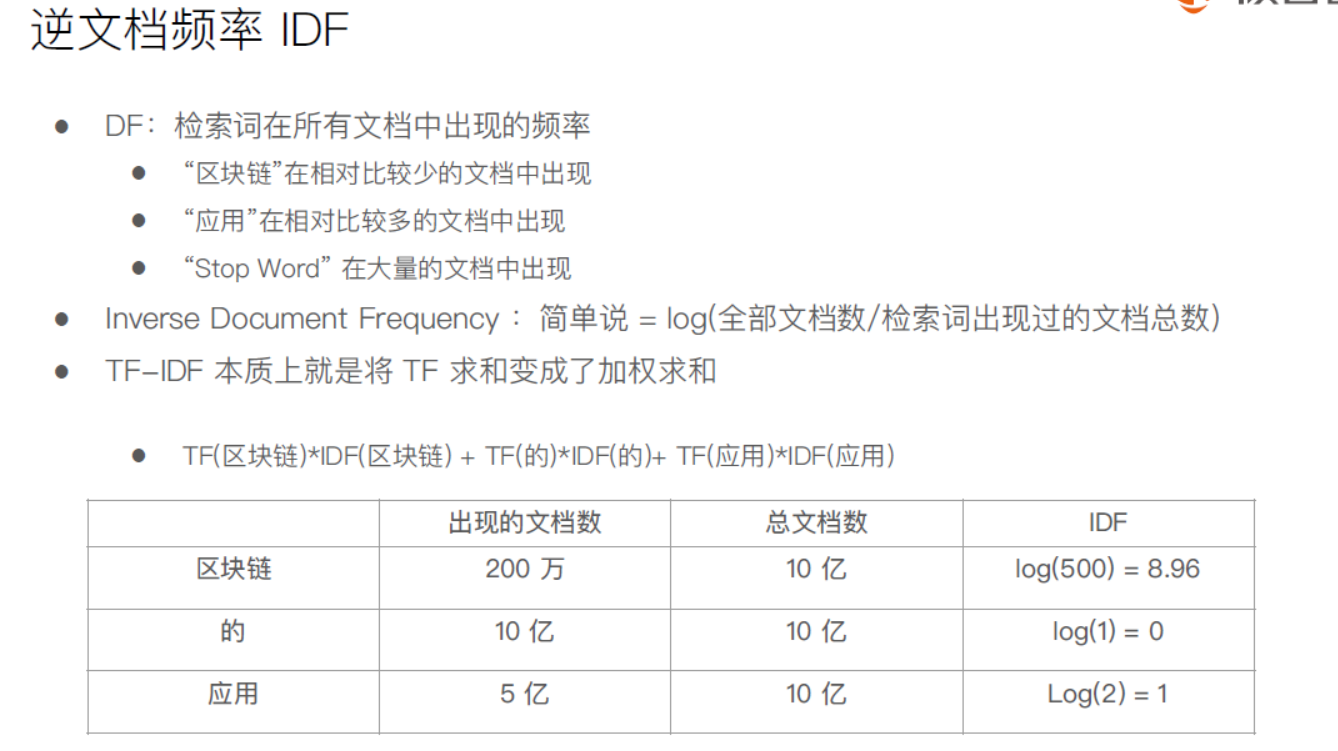 逆文档频率 IDF
● DF：检索词在所有文档中出现的频率
● “区块链”在相对比较少的文档中出现
● “应用”在相对比较多的文档中出现
● “Stop Word” 在大量的文档中出现
● Inverse Document Frequency ：简单说 = log(全部文档数/检索词出现过的文档总数)
● TF–IDF 本质上就是将 TF 求和变成了加权求和
● TF(区块链)*IDF(区块链) + TF(的)*IDF(的)+ TF(应用)*IDF(应用)
出现的文档数 总文档数 IDF
区块链 200 万 10 亿 log(500) = 8.96
的 10 亿 10 亿 log(1) = 0
应用 5 亿 10 亿 Log(2) = 1